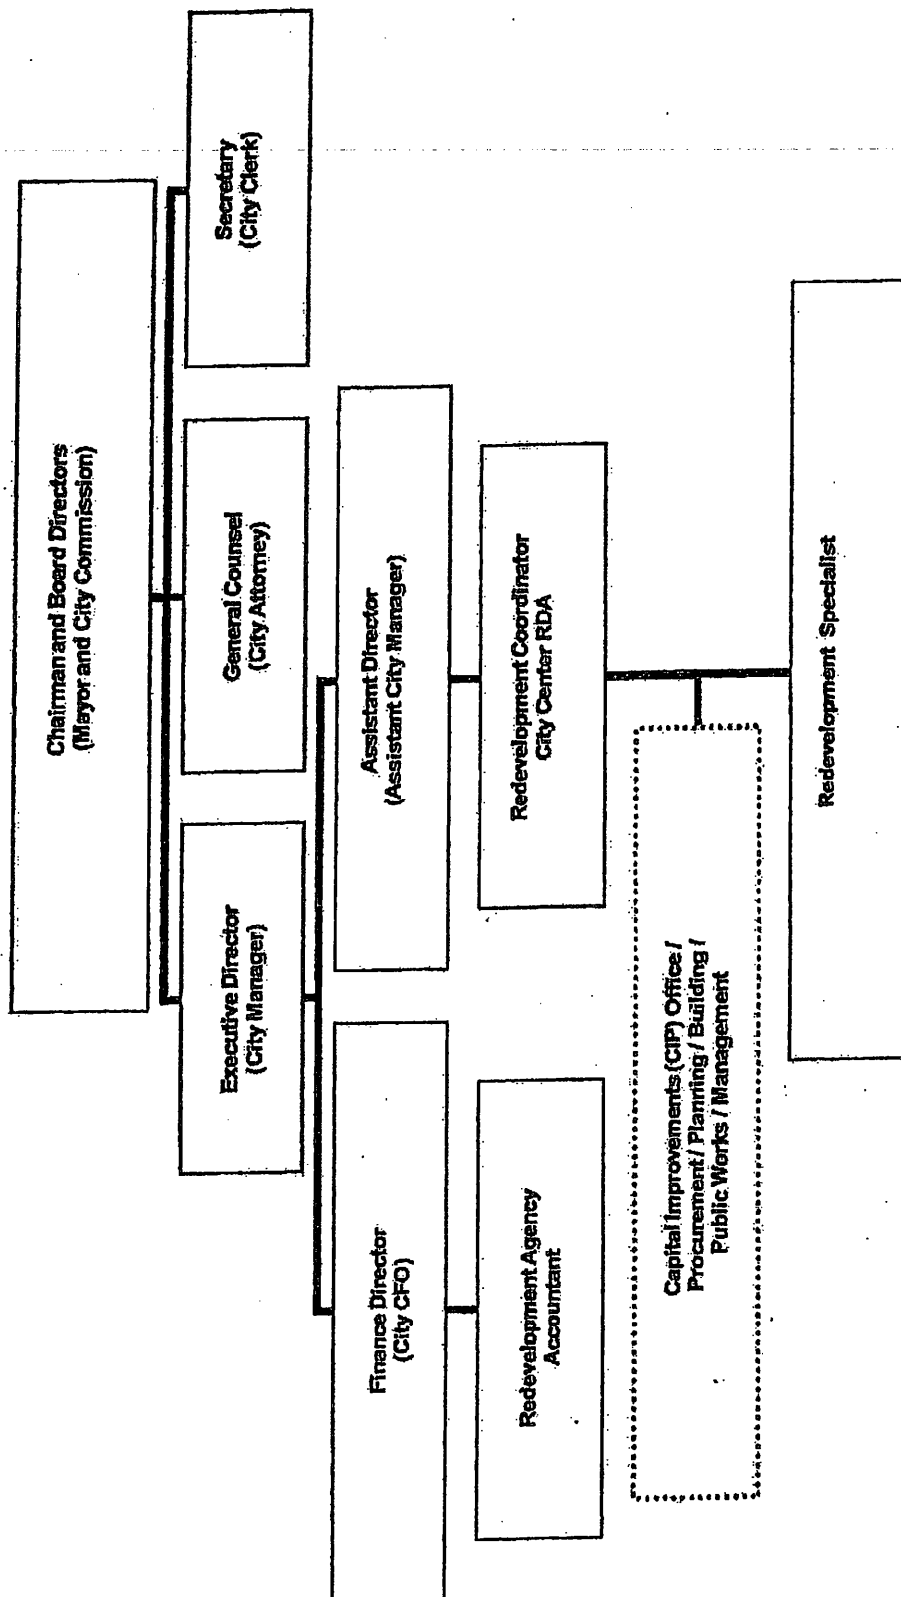 Chairman and Board Directors
(Mayor and City Commission)
Executive Director
(City Manager)
General Counsel
(City Attorney)
Secretary
(City Clerk)
Finance Director
(City CFO)
Assistant Director
(Assistant City Manager)
Redevelopment Agency
Accountant
Redevelopment Coordinator
City Center RDA
Capital Improvements (CIP) Office /
Procurement / Planning / Building /
Public Works / Management
Redevelopment Specialist